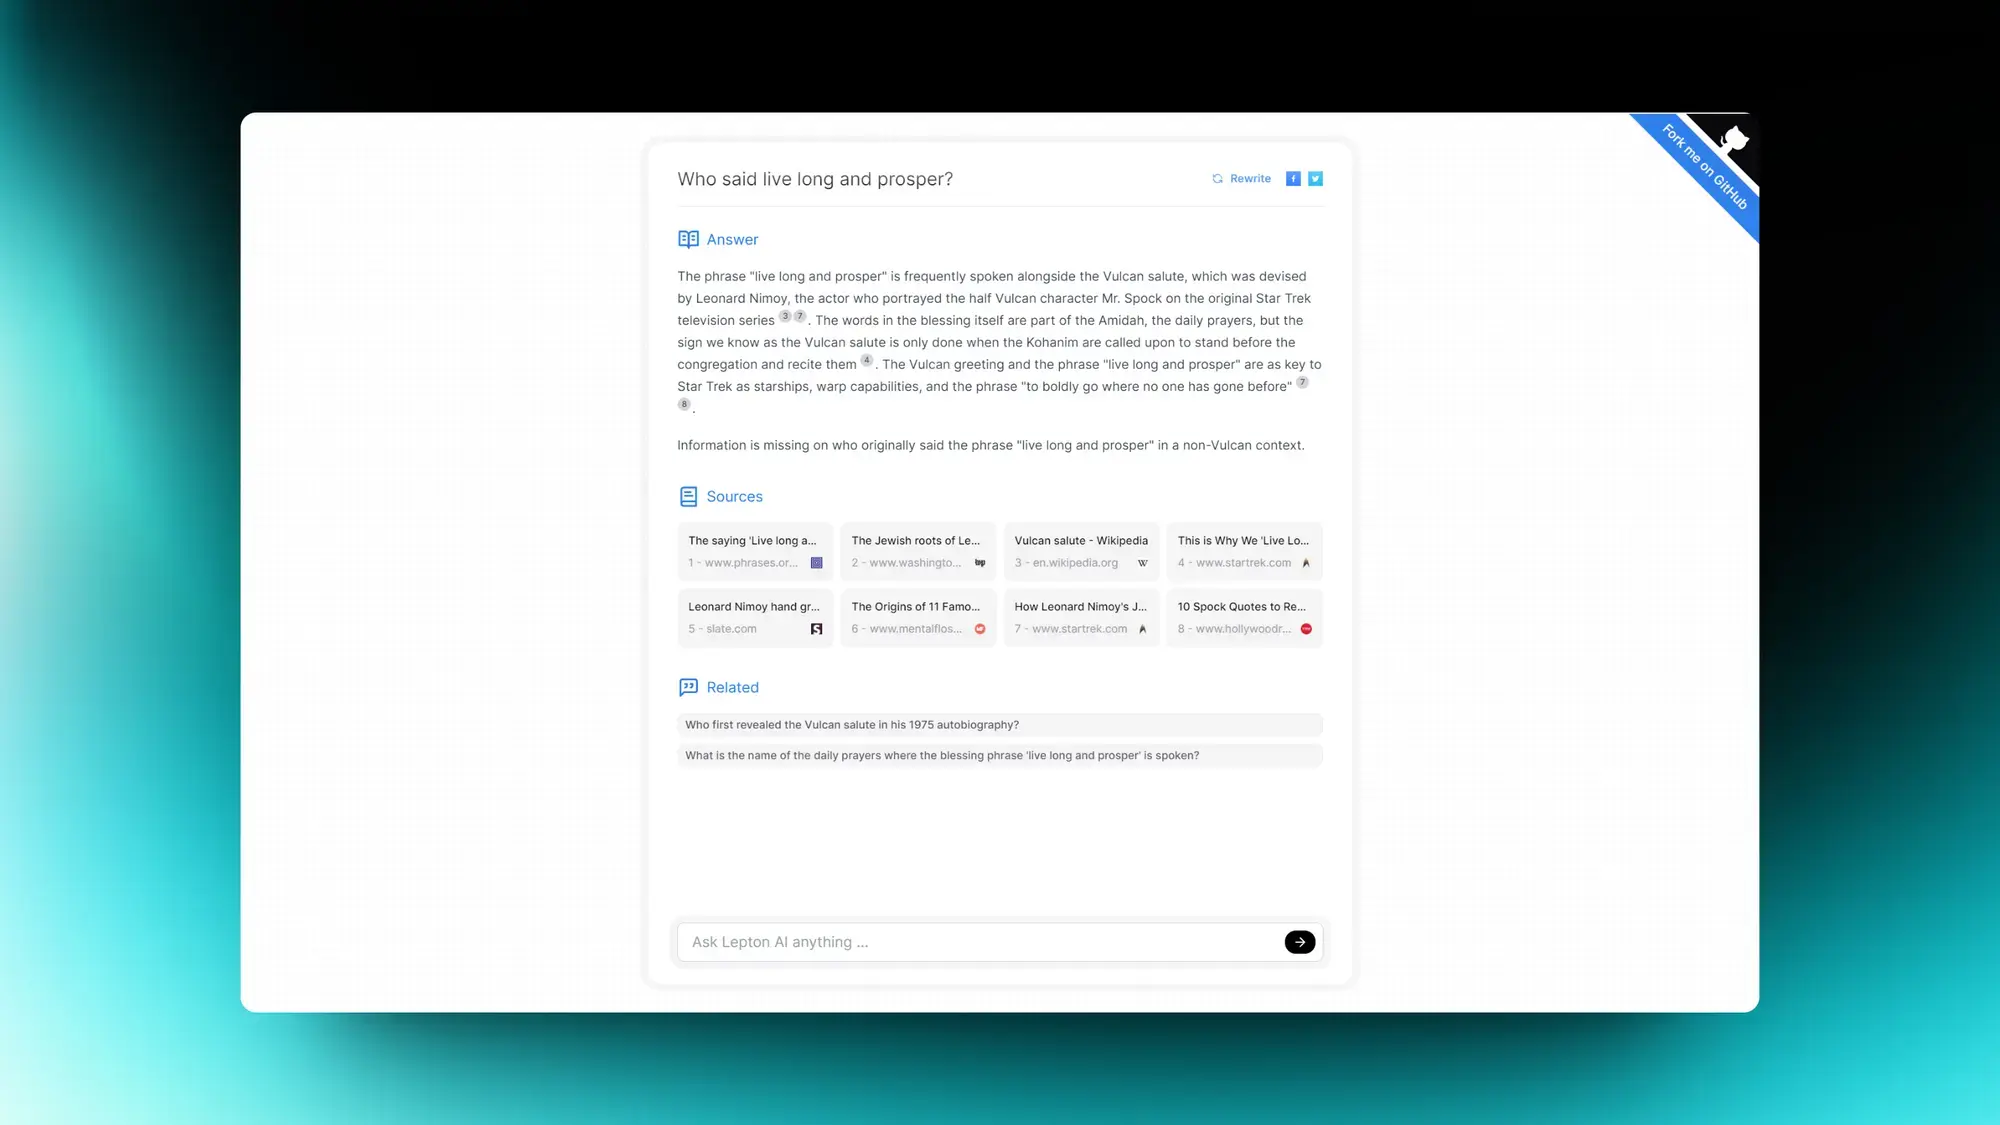 Fork me on GitHub
Who said live long and prosper?
Rewrite
Answer
The phrase "live long and prosper" is frequently spoken alongside the Vulcan salute, which was devised
by Leonard Nimoy, the actor who portrayed the half Vulcan character Mr. Spock on the original Star Trek
television series 3 7 . The words in the blessing itself are part of the Amidah, the daily prayers, but the
sign we know as the Vulcan salute is only done when the Kohanim are called upon to stand before the
congregation and recite them 4 . The Vulcan greeting and the phrase "live long and prosper" are as key to
Star Trek as starships, warp capabilities, and the phrase "to boldly go where no one has gone before" 7
8 .
Information is missing on who originally said the phrase "live long and prosper" in a non-Vulcan context.
Sources
The saying 'Live long a...
1 - www.phrases.or...
The Jewish roots of Le...
2 - www.washingto...
wp
Vulcan salute - Wikipedia
3 - en.wikipedia.org
W
This is Why We 'Live Lo...
4 - www.startrek.com
Leonard Nimoy hand gr...
5 - slate.com
S
The Origins of 11 Famo...
6 - www.mentalflos...
How Leonard Nimoy's J...
7 - www.startrek.com
10 Spock Quotes to Re...
8 - www.hollywoodr...
Related
Who first revealed the Vulcan salute in his 1975 autobiography?
What is the name of the daily prayers where the blessing phrase 'live long and prosper' is spoken?
Ask Lepton AI anything ...